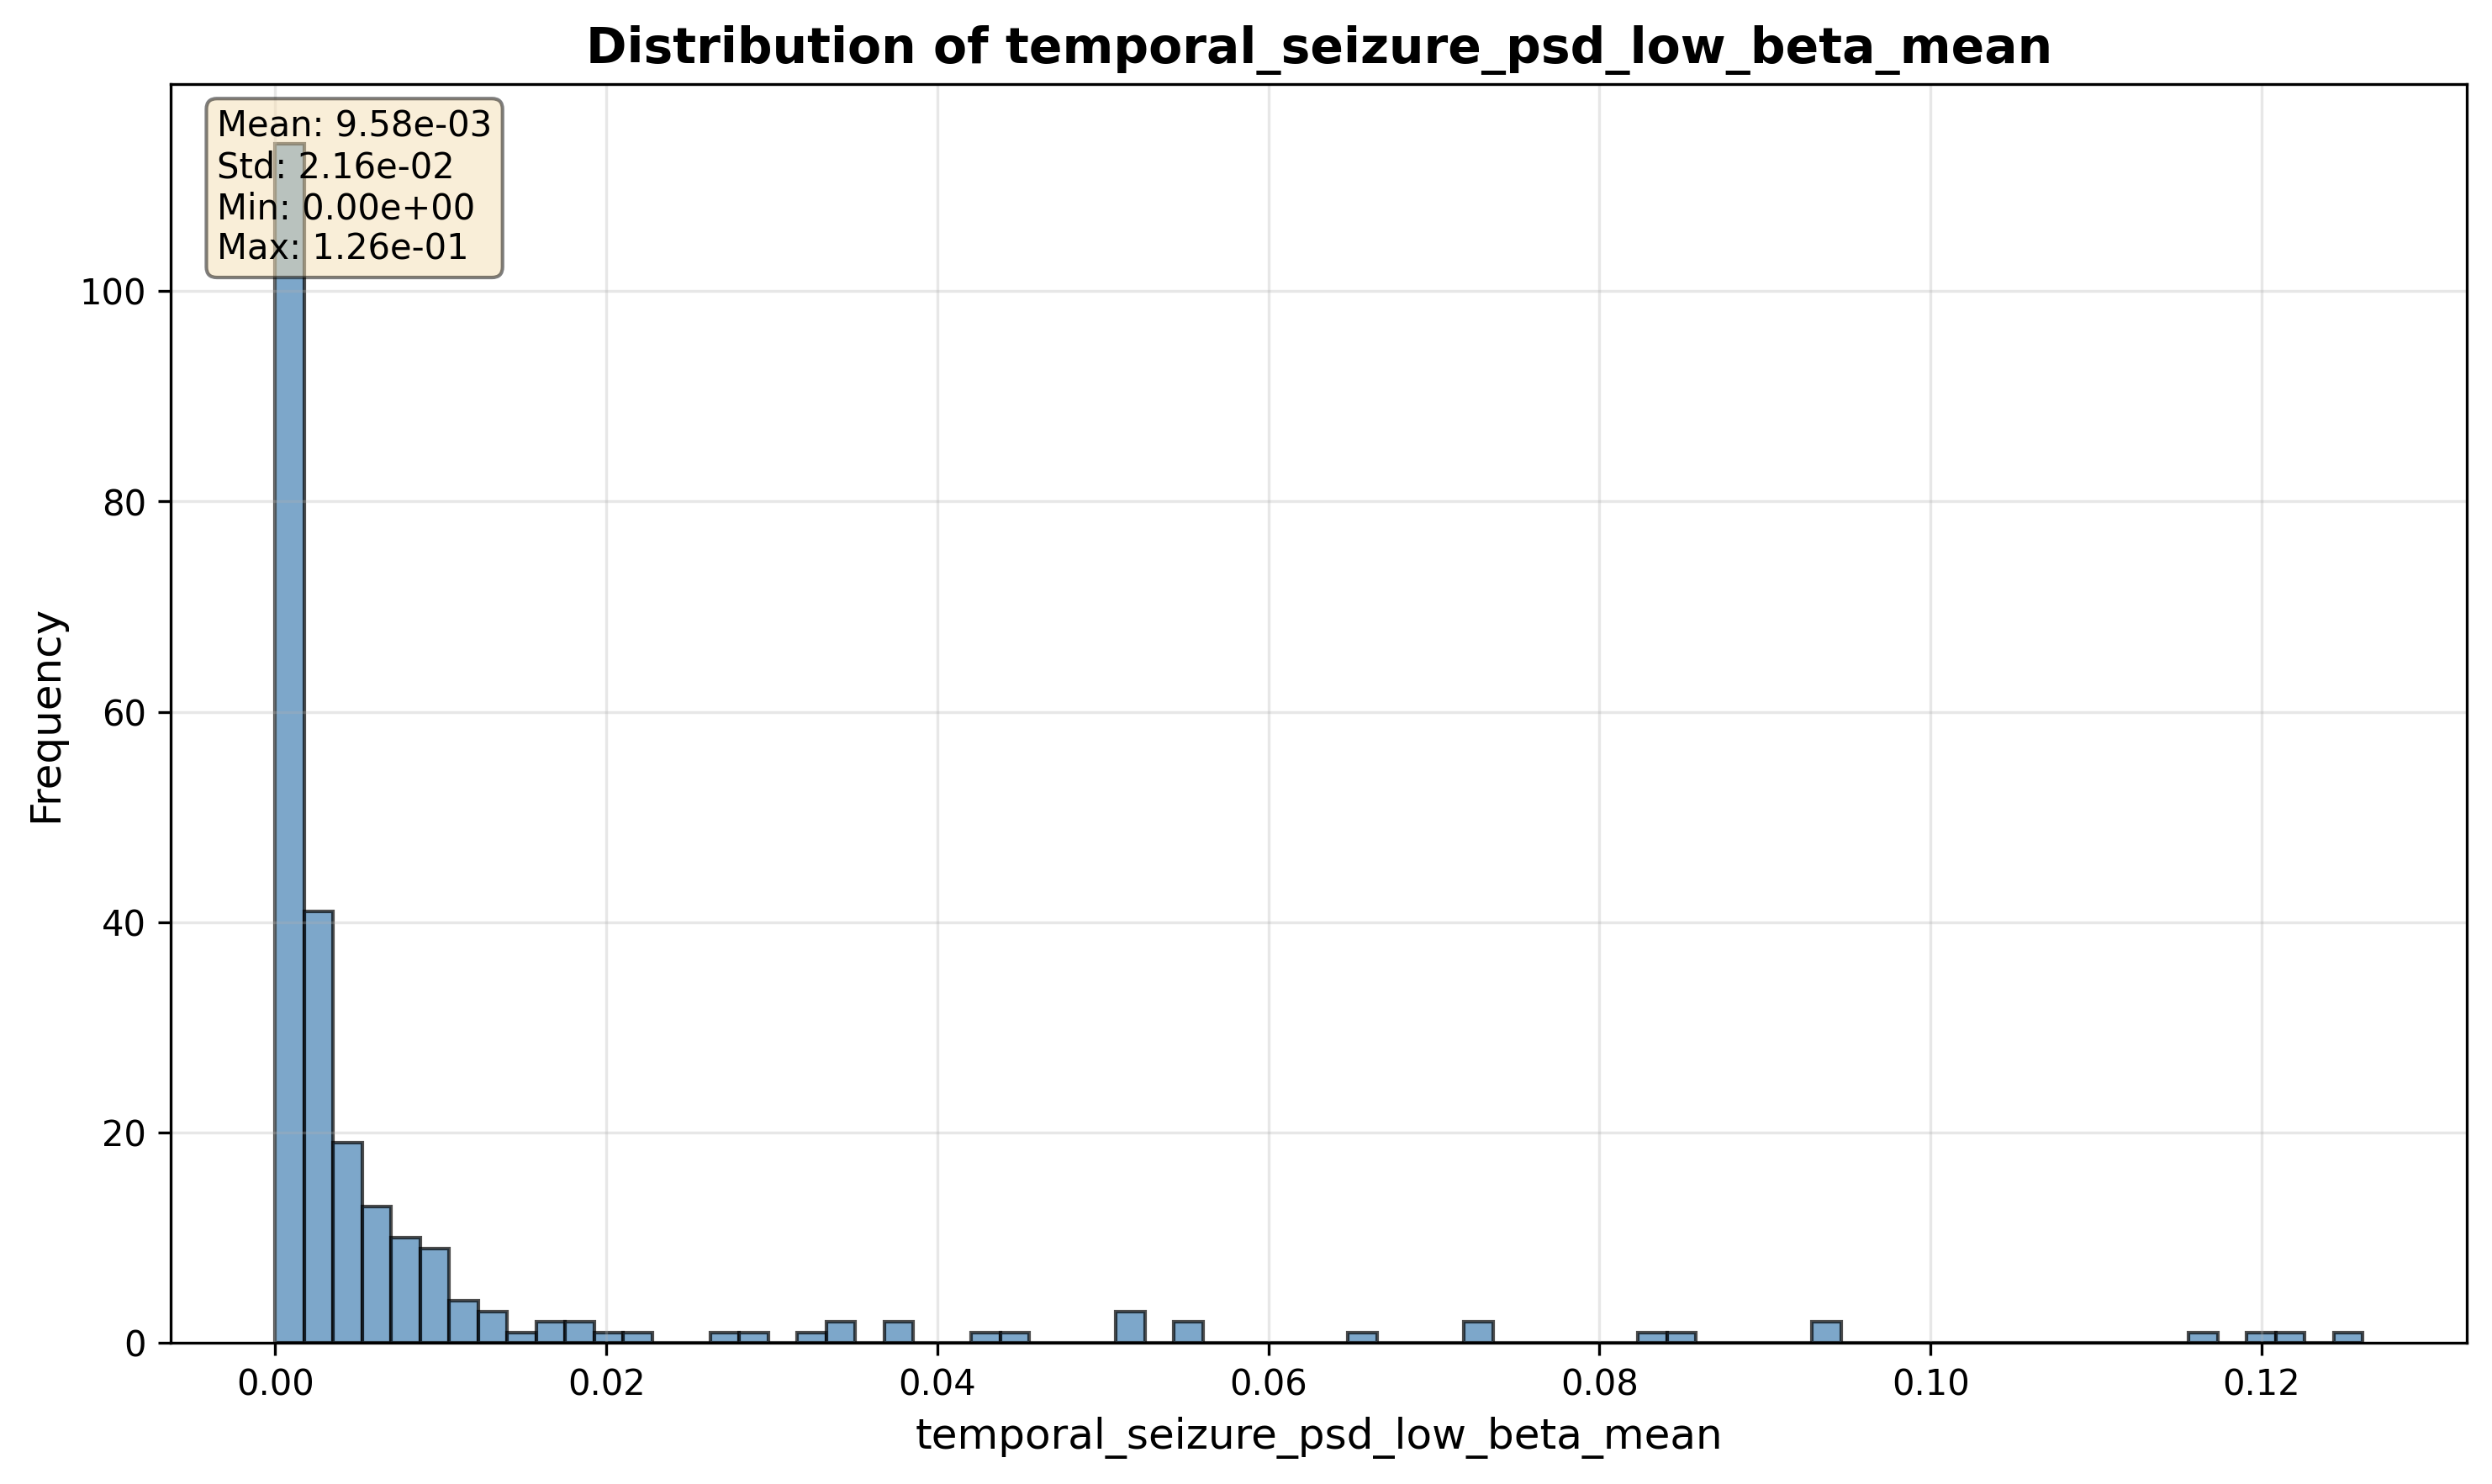 Distribution of temporal_seizure_psd_low_beta_mean
Mean: 9.58e-03
Std: 2.16e-02
Min: 0.00e+00
Max: 1.26e-01
100
80
60
40
20
0
Frequency
0.00 0.02 0.04 0.06 0.08 0.10 0.12
temporal_seizure_psd_low_beta_mean